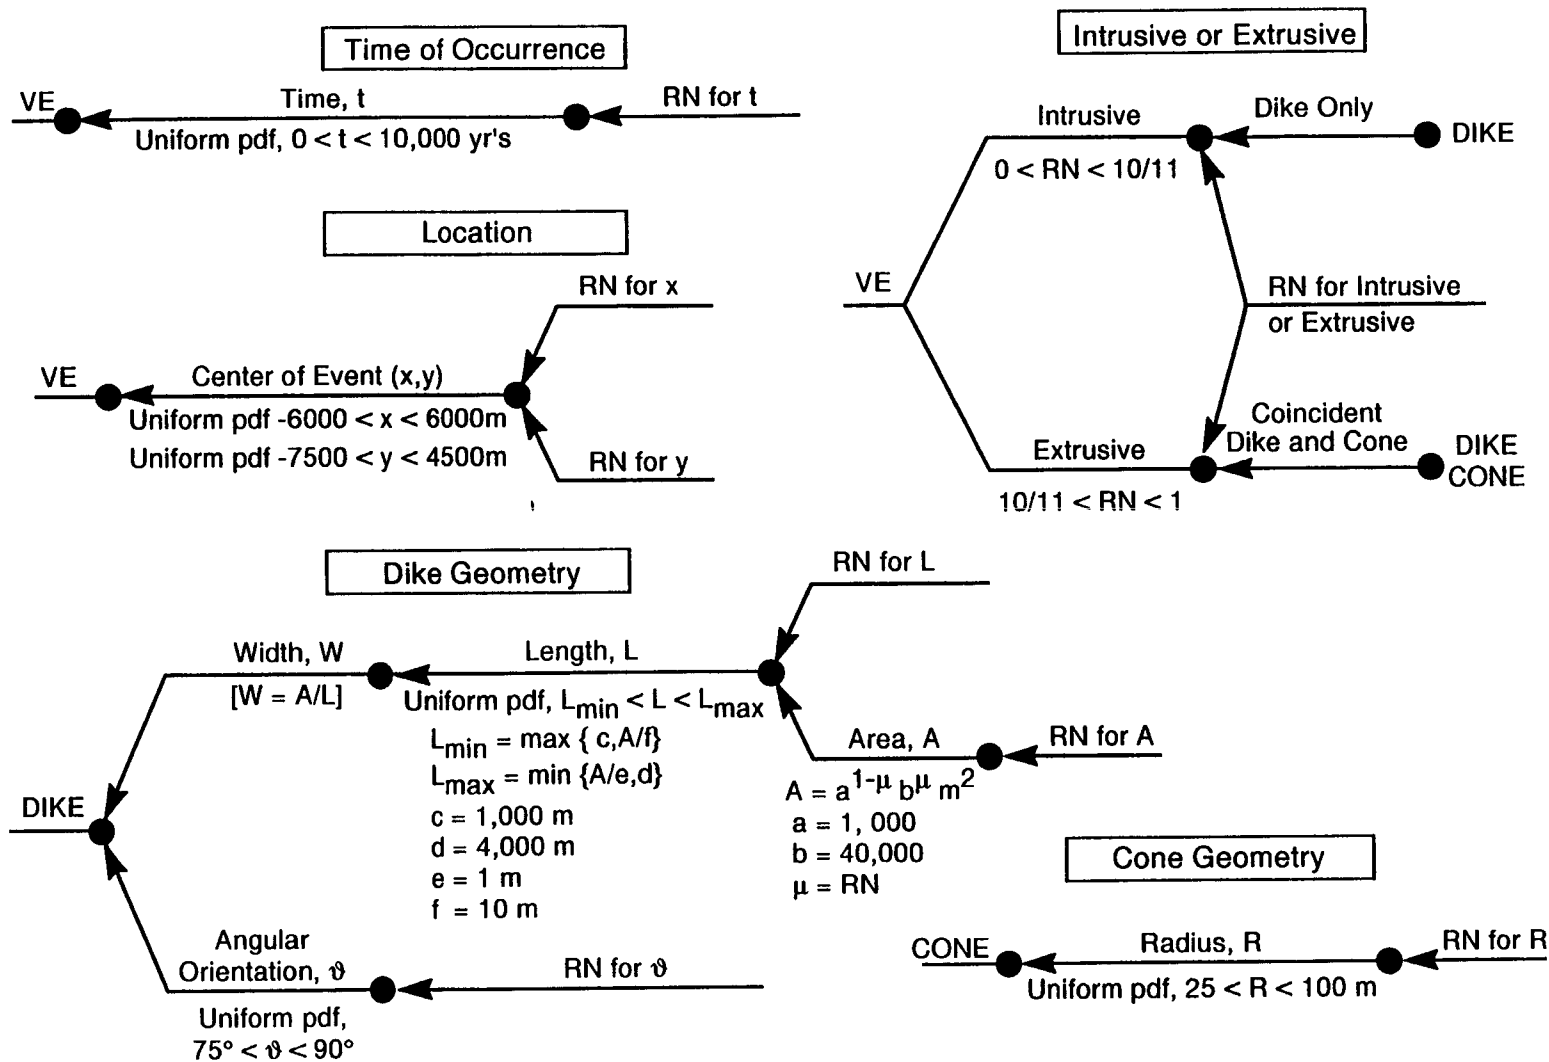 Time of Occurrence
VE
Time, t
RN for t
Uniform pdf, 0 < t < 10,000 yr's
Location
RN for x
VE
Center of Event (x,y)
Uniform pdf -6000 < x < 6000m
Uniform pdf -7500 < y < 4500m
RN for y
Intrusive or Extrusive
Intrusive
Dike Only
DIKE
0 < RN < 10/11
VE
RN for Intrusive
or Extrusive
Coincident
Extrusive
Dike and Cone
DIKE
CONE
10/11 < RN < 1
Dike Geometry
RN for L
Width, W
Length, L
[W = A/L]
Uniform pdf, Lmin < L < Lmax
Lmin = max { c,A/f}
Lmax = min {A/e,d}
c = 1,000 m
d = 4,000 m
e = 1 m
f = 10 m
Area, A
RN for A
A = a^1-μ b^μ m^2
a = 1, 000
b = 40,000
μ = RN
DIKE
Angular
Orientation, ϑ
RN for ϑ
Uniform pdf,
75° < ϑ < 90°
Cone Geometry
CONE
Radius, R
RN for R
Uniform pdf, 25 < R < 100 m